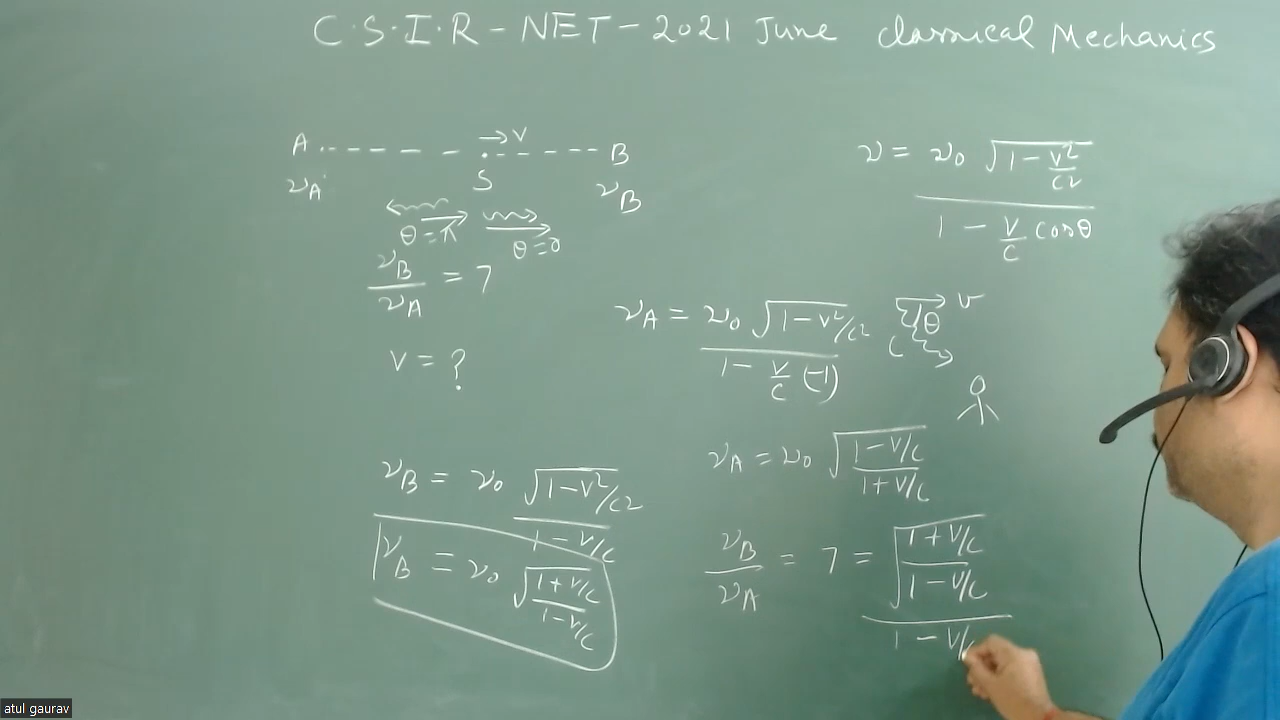 C.S.I.R - NET - 2021 June Classical Mechanics
A ------ → v ------ B
ν_A S ν_B
θ=π θ=0
ν_B/ν_A = 7
v = ?
ν_B = ν₀ √(1-v²/c²)/(1-v/c)
ν_B = ν₀ √((1+v/c)/(1-v/c))
ν = ν₀ √(1-v²/c²)/(1 - v/c cosθ)
ν_A = ν₀ √(1-v²/c²)/(1 - v/c (-1))
v
θ
ν_A = ν₀ √((1-v/c)/(1+v/c))
ν_B/ν_A = 7 = √((1+v/c)/(1-v/c))/(1-v/c
atul gaurav